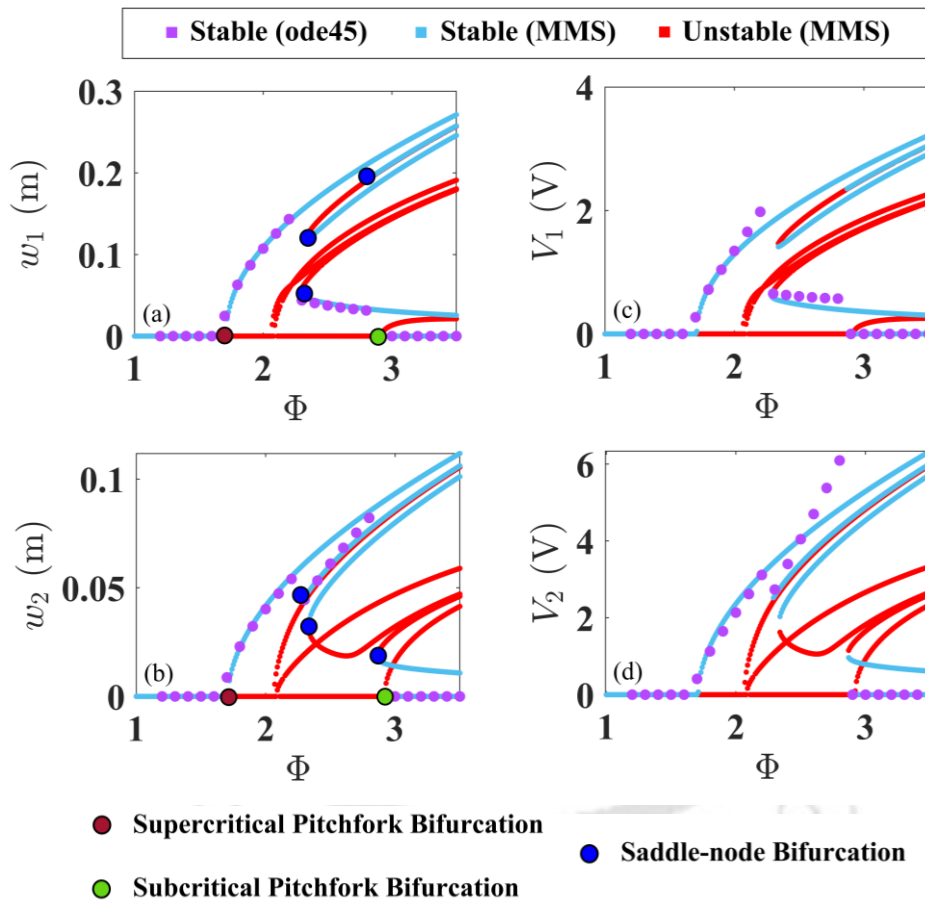 Stable (ode45) Stable (MMS) Unstable (MMS)
0.3
0.2
0.1
0
w₁ (m)
(a)
1 2 3
Φ
4
2
0
V₁ (V)
(c)
1 2 3
Φ
0.1
0.05
0
w₂ (m)
(b)
1 2 3
Φ
6
4
2
0
V₂ (V)
(d)
1 2 3
Φ
Supercritical Pitchfork Bifurcation
Saddle-node Bifurcation
Subcritical Pitchfork Bifurcation